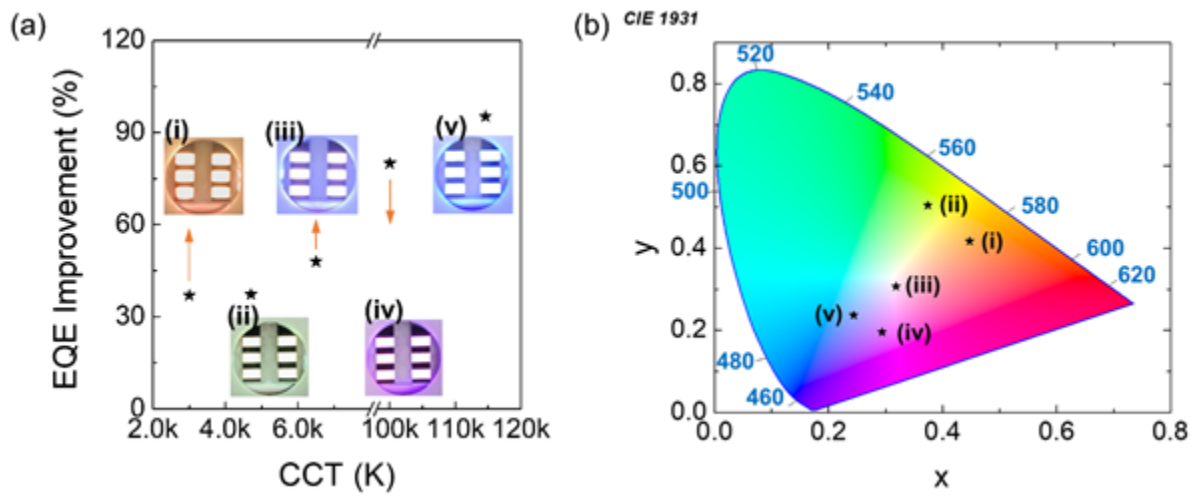 (a)
120
90
60
30
0
EQE Improvement (%)
(i)
(iii)
(v)
(ii)
(iv)
2.0k 4.0k 6.0k 100k 110k 120k
CCT (K)
(b) CIE 1931
0.8
0.6
0.4
0.2
0.0
y
520
540
560
500
580
600
620
480
460
(ii)
(i)
(iii)
(v)
(iv)
0.0 0.2 0.4 0.6 0.8
x